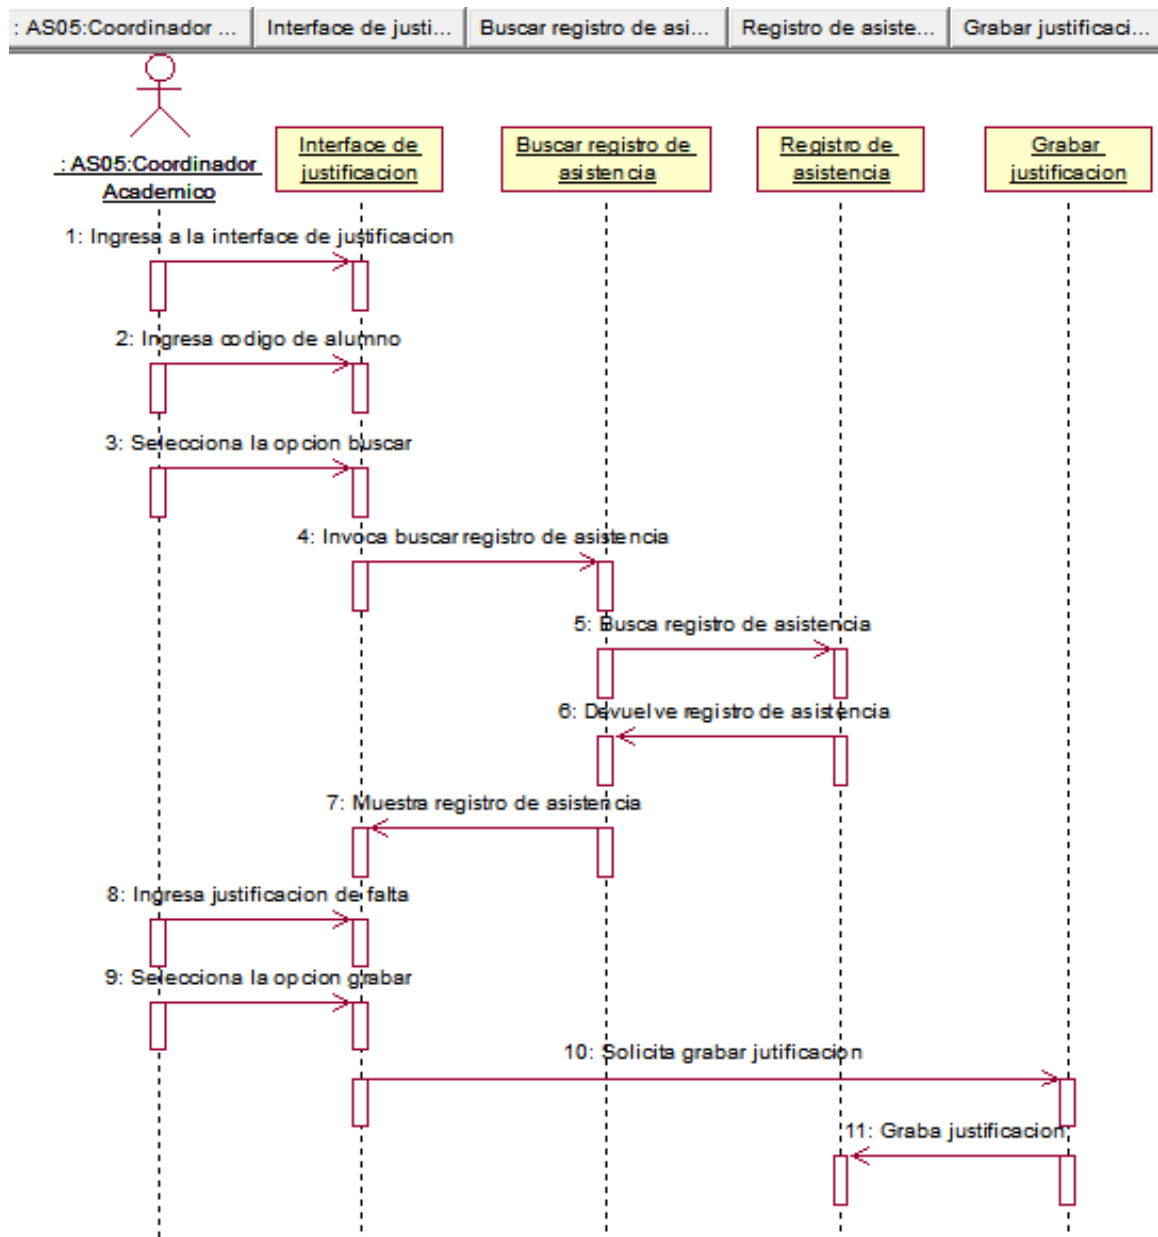 : AS05:Coordinador ...
Interface de justi...
Buscar registro de asi...
Registro de asiste...
Grabar justificaci...
: AS05:Coordinador
Academico
Interface de
justificacion
Buscar registro de
asistencia
Registro de
asistencia
Grabar
justificacion
1: Ingresa a la interface de justificacion
2: Ingresa codigo de alumno
3: Selecciona la opcion buscar
4: Invoca buscar registro de asistencia
5: Busca registro de asistencia
6: Devuelve registro de asistencia
7: Muestra registro de asistencia
8: Ingresa justificacion de falta
9: Selecciona la opcion grabar
10: Solicita grabar jutificacion
11: Graba justificacion